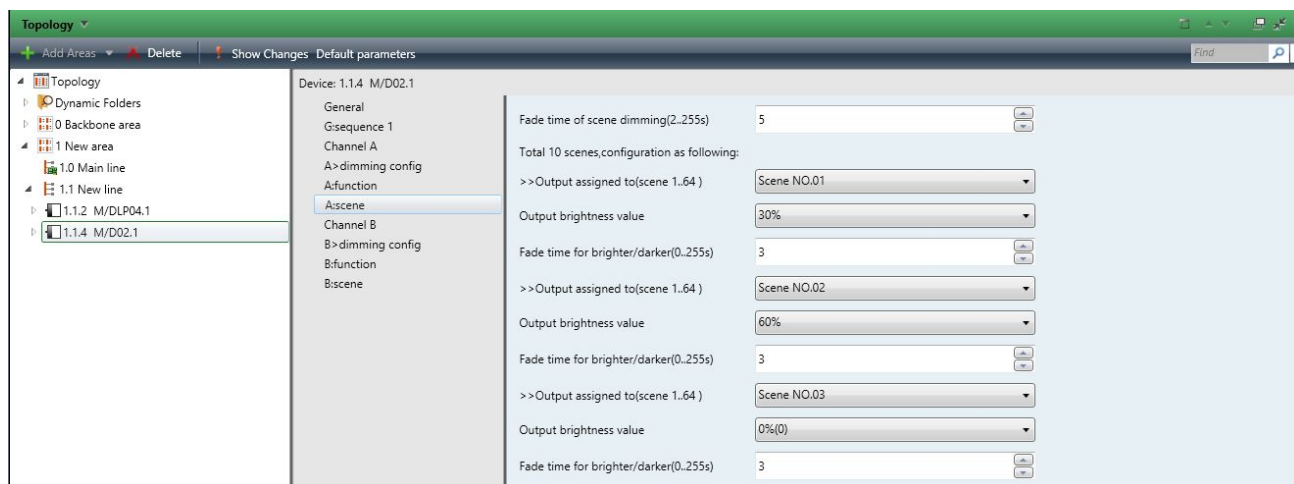 Topology
Add Areas Delete Show Changes Default parameters Find
Topology
Dynamic Folders
0 Backbone area
1 New area
1.0 Main line
1.1 New line
1.1.2 M/DLP04.1
1.1.4 M/D02.1
Device: 1.1.4 M/D02.1
General
G:sequence 1
Channel A
A>dimming config
A:function
A:scene
Channel B
B>dimming config
B:function
B:scene
Fade time of scene dimming(2..255s) 5
Total 10 scenes,configuration as following:
>>Output assigned to(scene 1..64 ) Scene NO.01
Output brightness value 30%
Fade time for brighter/darker(0..255s) 3
>>Output assigned to(scene 1..64 ) Scene NO.02
Output brightness value 60%
Fade time for brighter/darker(0..255s) 3
>>Output assigned to(scene 1..64 ) Scene NO.03
Output brightness value 0%(0)
Fade time for brighter/darker(0..255s) 3